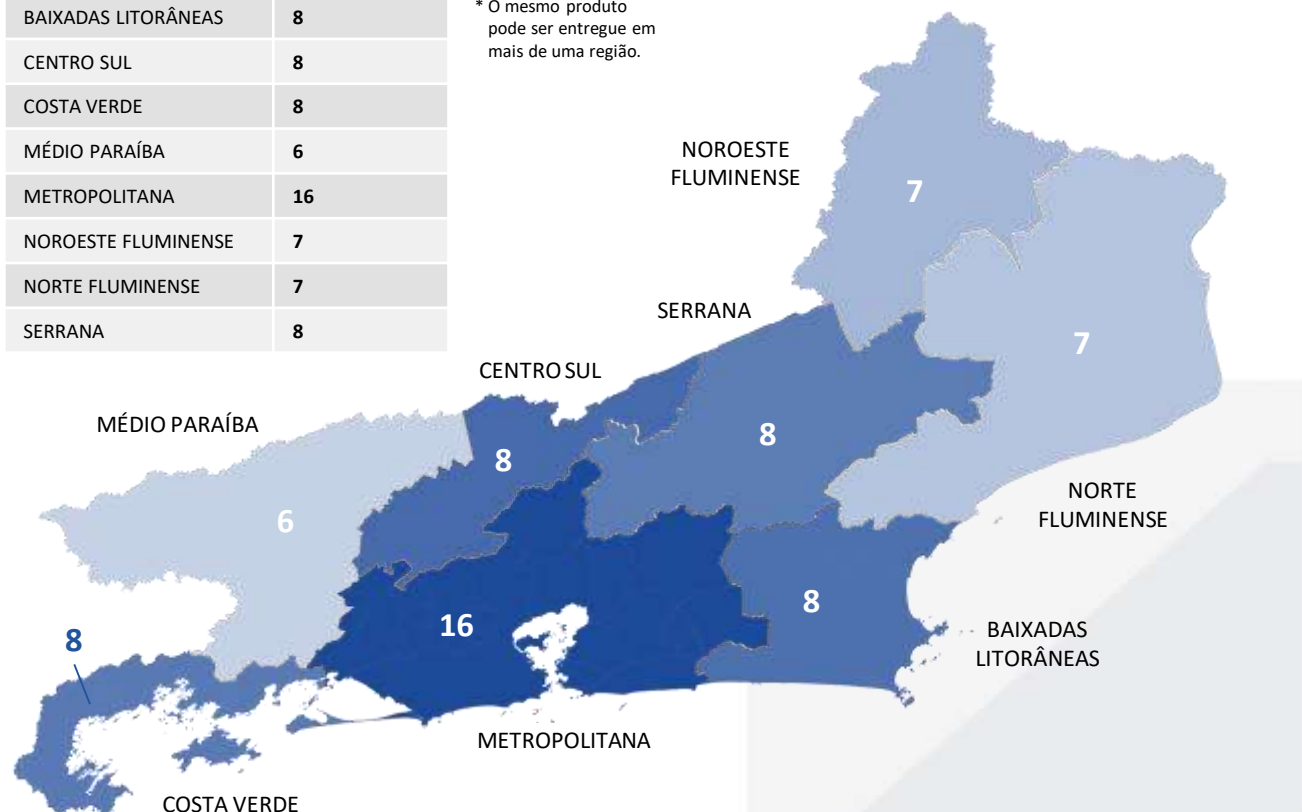 BAIXADAS LITORÂNEAS 8
CENTRO SUL 8
COSTA VERDE 8
MÉDIO PARAÍBA 6
METROPOLITANA 16
NOROESTE FLUMINENSE 7
NORTE FLUMINENSE 7
SERRANA 8
* O mesmo produto
pode ser entregue em
mais de uma região.
NOROESTE
FLUMINENSE
7
SERRANA
7
CENTRO SUL
MÉDIO PARAÍBA
8
8
6
NORTE
FLUMINENSE
8
16
8
BAIXADAS
LITORÂNEAS
METROPOLITANA
COSTA VERDE